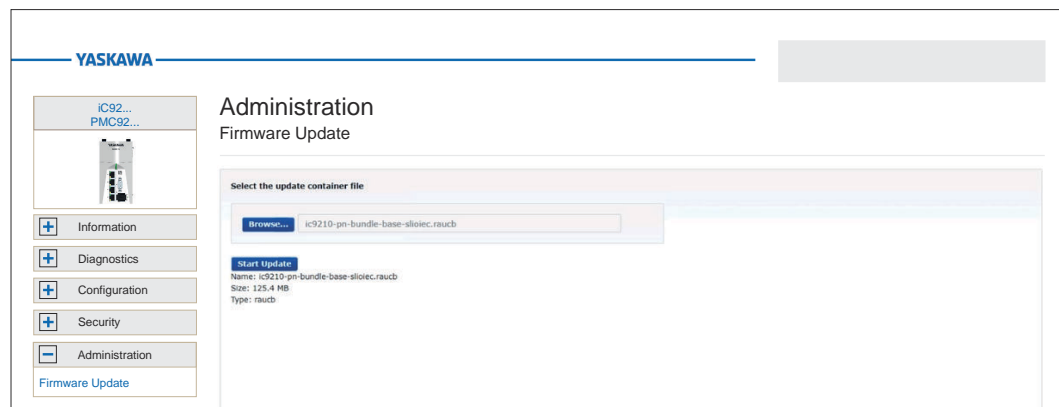 YASKAWA
iC92...
PMC92...
Information
Diagnostics
Configuration
Security
Administration
Firmware Update
Administration
Firmware Update
Select the update container file
Browse... ic9210-pn-bundle-base-slioiec.raucb
Start Update
Name: ic9210-pn-bundle-base-slioiec.raucb
Size: 125.4 MB
Type: raucb